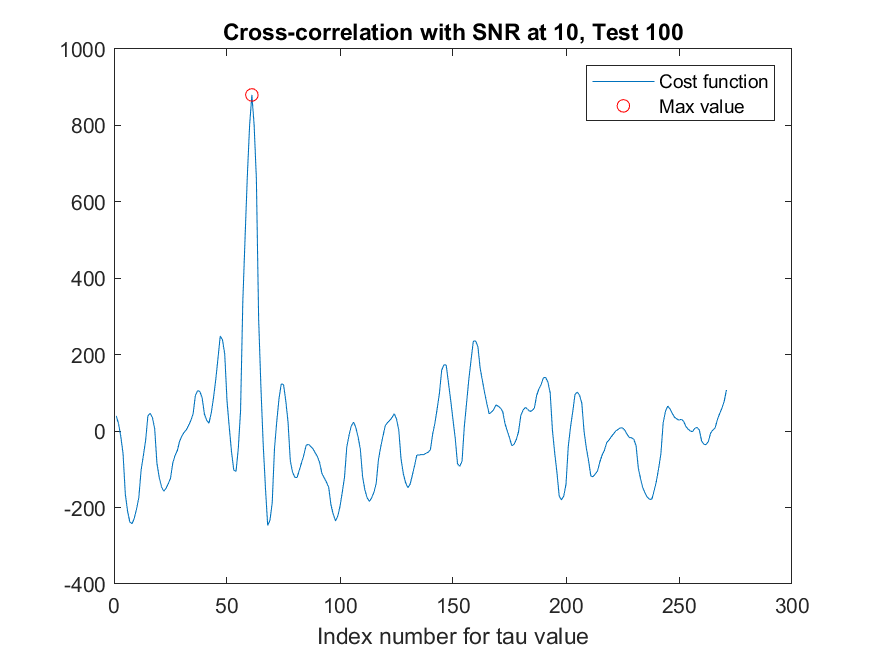 Cross-correlation with SNR at 10, Test 100
1000
800
600
400
200
0
-200
-400
0 50 100 150 200 250 300
Index number for tau value
Cost function
Max value